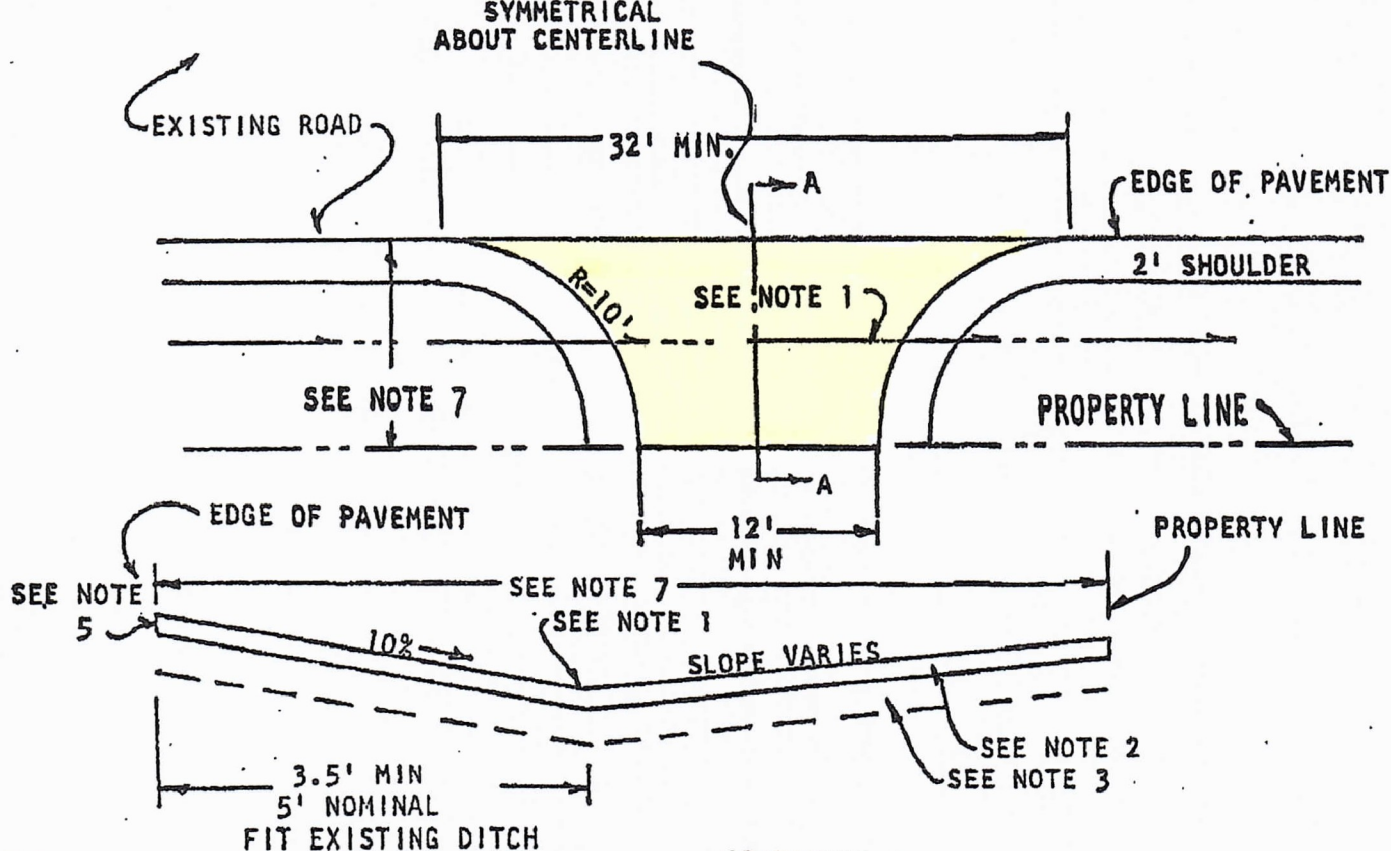 SYMMETRICAL
ABOUT CENTERLINE
EXISTING ROAD
32' MIN.
A
EDGE OF PAVEMENT
2' SHOULDER
R=10'
SEE NOTE 1
SEE NOTE 7
PROPERTY LINE
A
EDGE OF PAVEMENT
12'
MIN
PROPERTY LINE
SEE NOTE 7
SEE NOTE
5
SEE NOTE 1
10%
SLOPE VARIES
SEE NOTE 2
SEE NOTE 3
3.5' MIN
5' NOMINAL
FIT EXISTING DITCH